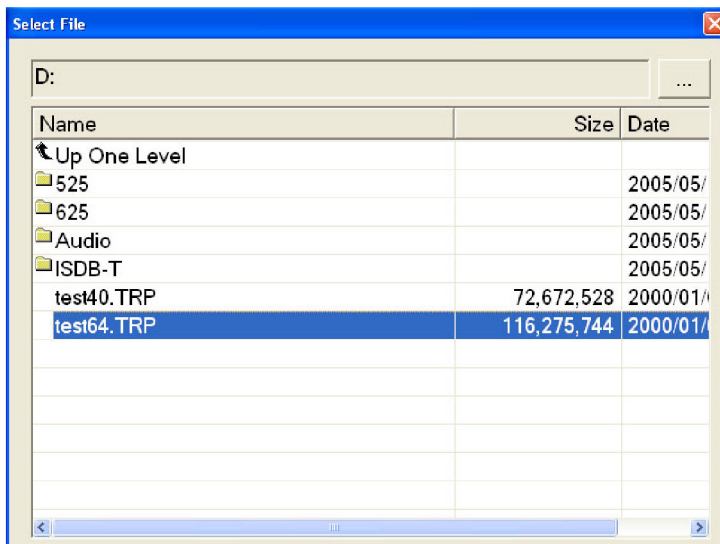 Select File
D:
...
Name Size Date
Up One Level
525 2005/05/
625 2005/05/
Audio 2005/05/
ISDB-T 2005/05/
test40.TRP 72,672,528 2000/01/
test64.TRP 116,275,744 2000/01/